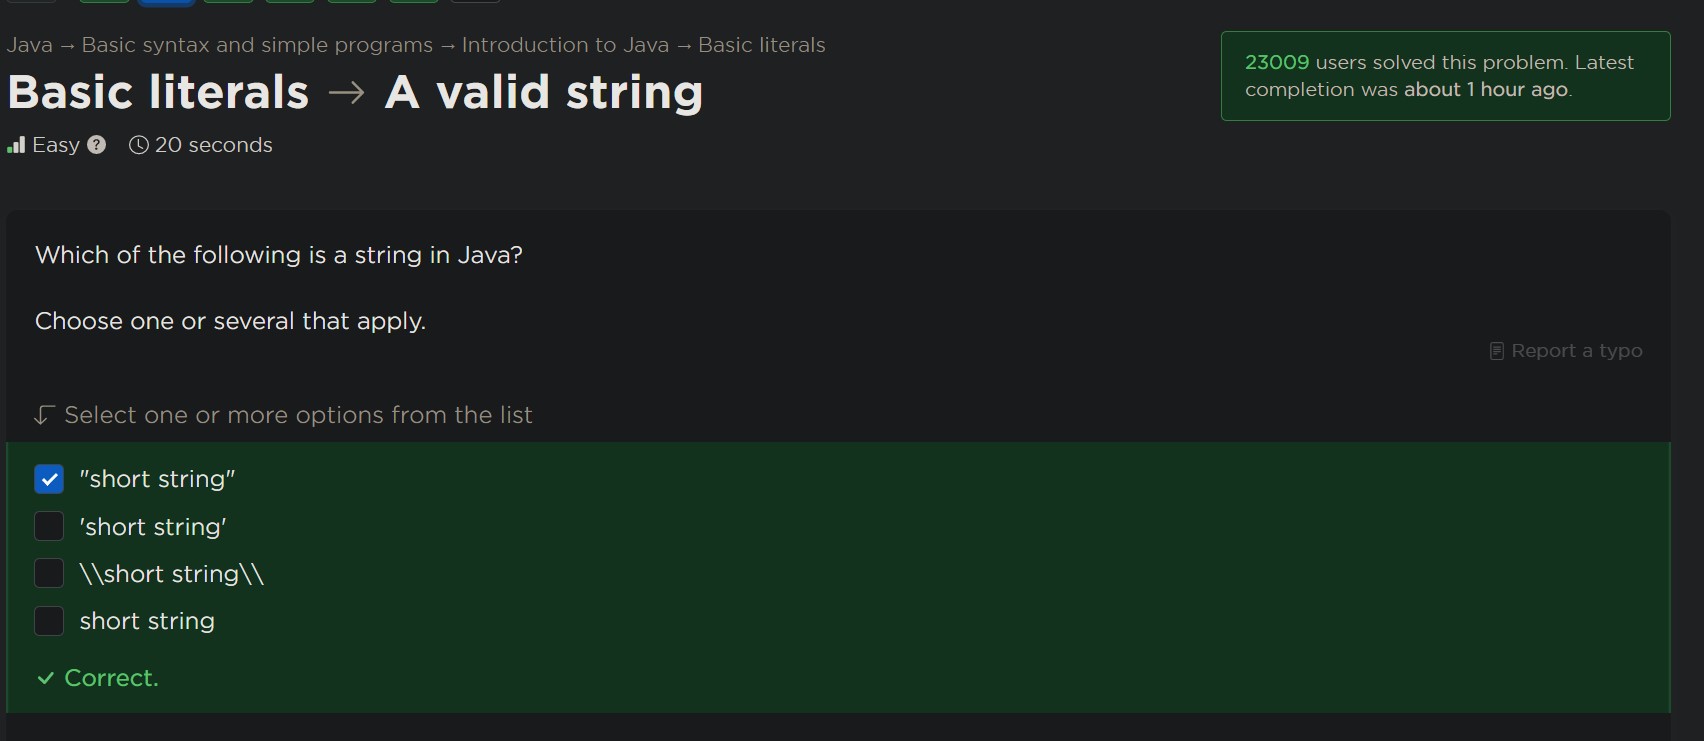 Java → Basic syntax and simple programs → Introduction to Java → Basic literals
Basic literals → A valid string
Easy ? 20 seconds
23009 users solved this problem. Latest
completion was about 1 hour ago.
Which of the following is a string in Java?
Choose one or several that apply.
Report a typo
Select one or more options from the list
"short string"
'short string'
\\short string\\
short string
Correct.